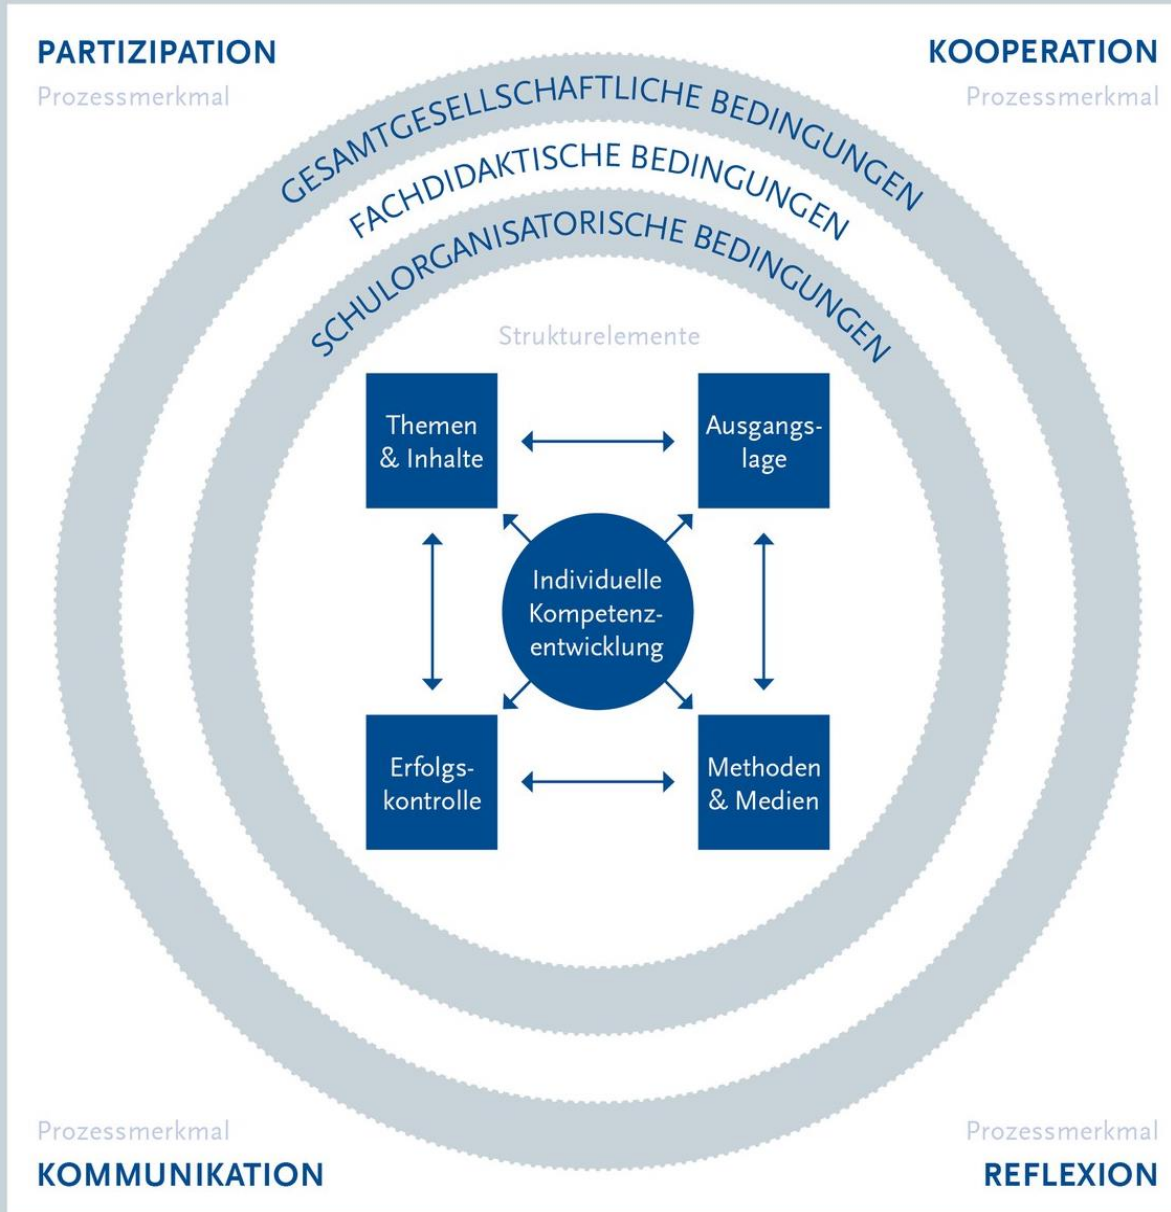 PARTIZIPATION
Prozessmerkmal
KOOPERATION
Prozessmerkmal
GESAMTGESELLSCHAFTLICHE BEDINGUNGEN
FACHDIDAKTISCHE BEDINGUNGEN
SCHULORGANISATORISCHE BEDINGUNGEN
Strukturelemente
Themen
& Inhalte
Ausgangs-
lage
Individuelle
Kompetenz-
entwicklung
Erfolgs-
kontrolle
Methoden
& Medien
Prozessmerkmal
KOMMUNIKATION
Prozessmerkmal
REFLEXION